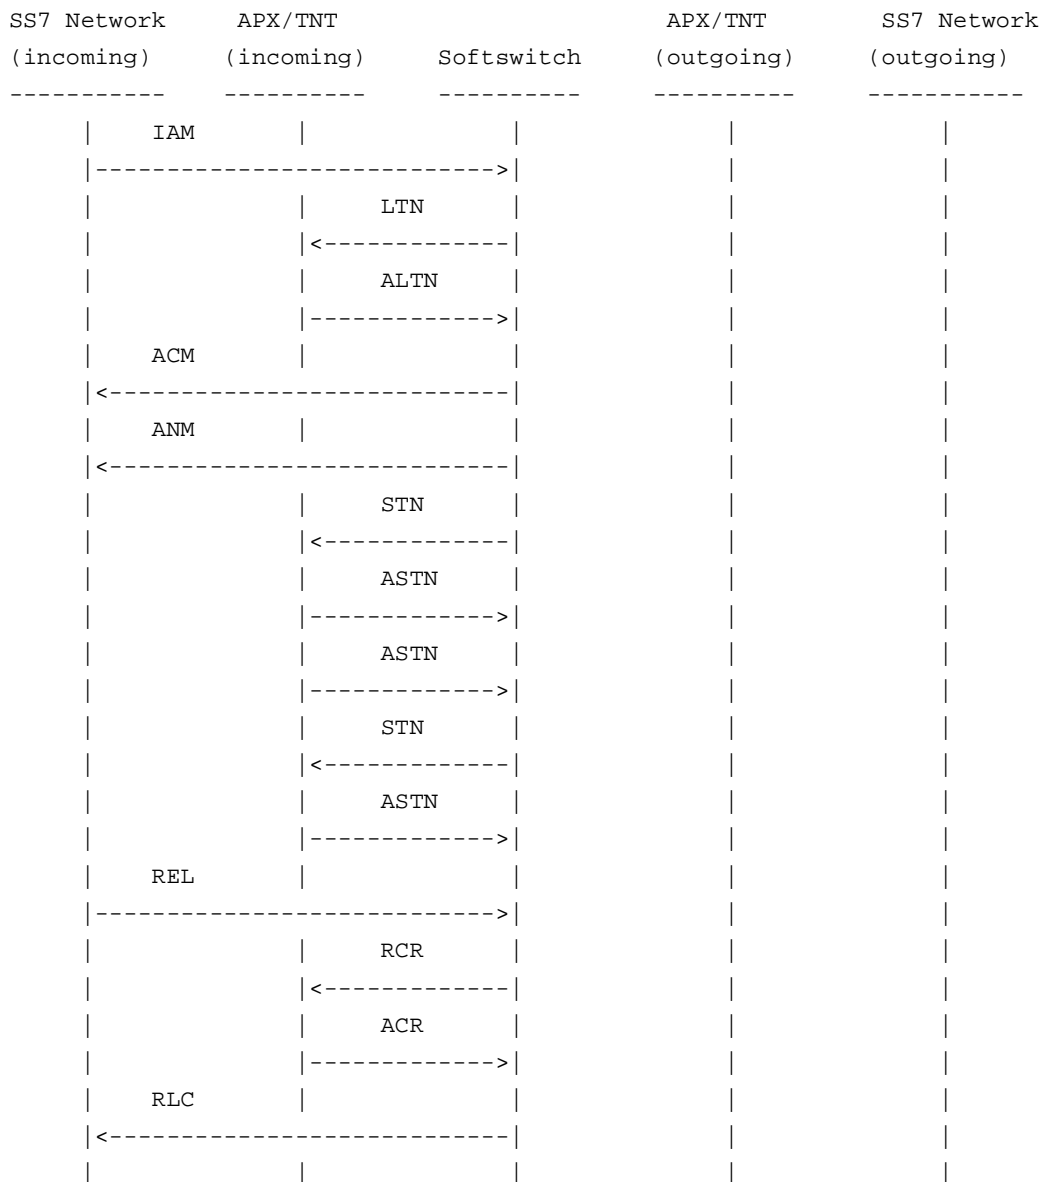 SS7 Network APX/TNT APX/TNT SS7 Network
(incoming) (incoming) Softswitch (outgoing) (outgoing)
----------- ---------- ---------- ---------- -----------
| IAM | | | |
|---------------------------->| | |
| | LTN | | |
| |<-------------| | |
| | ALTN | | |
| |------------->| | |
| ACM | | | |
|<----------------------------| | |
| ANM | | | |
|<----------------------------| | |
| | STN | | |
| |<-------------| | |
| | ASTN | | |
| |------------->| | |
| | ASTN | | |
| |------------->| | |
| | STN | | |
| |<-------------| | |
| | ASTN | | |
| |------------->| | |
| REL | | | |
|---------------------------->| | |
| | RCR | | |
| |<-------------| | |
| | ACR | | |
| |------------->| | |
| RLC | | | |
|<----------------------------| | |
| | | | |